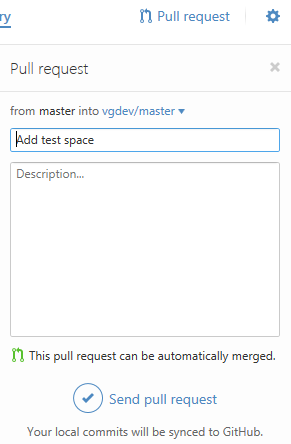 ry
Pull request
Pull request
from master into vgdev/master
Add test space
Description...
This pull request can be automatically merged.
Send pull request
Your local commits will be synced to GitHub.